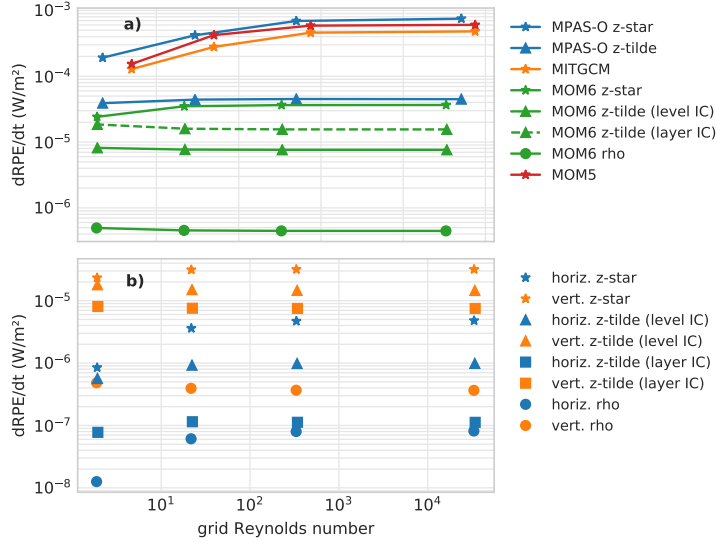 a)
10⁻³
10⁻⁴
10⁻⁵
10⁻⁶
dRPE/dt (W/m²)
MPAS-O z-star
MPAS-O z-tilde
MITGCM
MOM6 z-star
MOM6 z-tilde (level IC)
MOM6 z-tilde (layer IC)
MOM6 rho
MOM5
b)
10⁻⁵
10⁻⁶
10⁻⁷
10⁻⁸
dRPE/dt (W/m²)
horiz. z-star
vert. z-star
horiz. z-tilde (level IC)
vert. z-tilde (level IC)
horiz. z-tilde (layer IC)
vert. z-tilde (layer IC)
horiz. rho
vert. rho
10¹ 10² 10³ 10⁴
grid Reynolds number